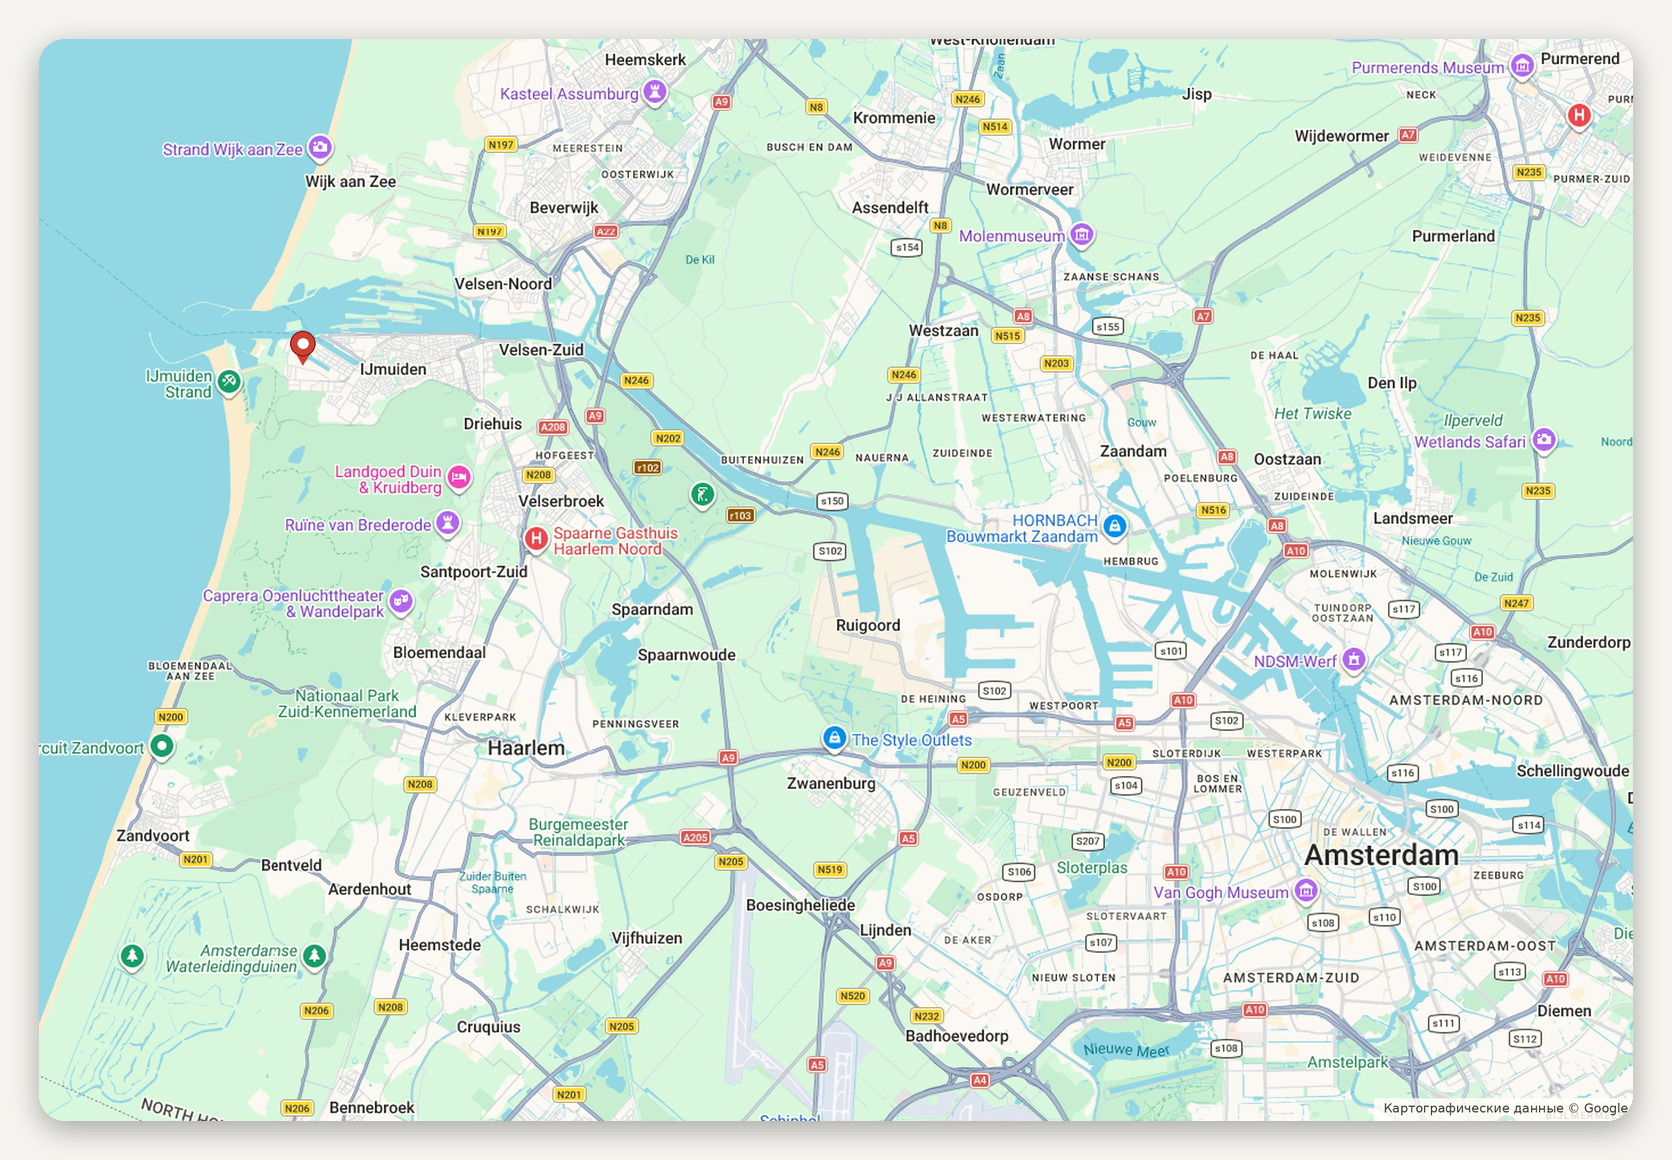 West-Knollendam
Heemskerk
Kasteel Assumburg
Purmerends Museum
Purmerend
A9
N8
N246
Zaan
Jisp
NECK
Krommenie
N514
H
Strand Wijk aan Zee
N197
MEERESTEIN
BUSCH EN DAM
Wormer
Wijdewormer
A7
WEIDEVENNE
Wijk aan Zee
OOSTERWIJK
N235
PURMER-ZUID
Wormerveer
Beverwijk
Assendelft
N197
A22
N8
s154
Molenmuseum
Purmerland
De Kil
ZAANSE SCHANS
Velsen-Noord
A8
A7
N235
Westzaan
N515
s155
Velsen-Zuid
IJmuiden
DE HAAL
N203
IJmuiden
Strand
N246
N246
Den Ilp
J J ALLANSTRAAT
Driehuis
A208
A9
WESTERWATERING
Gouw
Het Twiske
Ilperveld
N202
Wetlands Safari
Noord
HOFGEEST
BUITENHUIZEN
N246
NAUERNA
ZUIDEINDE
Zaandam
A8
Oostzaan
Landgoed Duin
& Kruidberg
N208
r102
POELENBURG
ZUIDEINDE
N235
Velserbroek
s150
r103
N516
Landsmeer
Ruïne van Brederode
HORNBACH
Bouwmarkt Zaandam
A8
H
Spaarne Gasthuis
Haarlem Noord
S102
A10
Nieuwe Gouw
Santpoort-Zuid
HEMBRUG
MOLENWIJK
De Zuid
Caprera Openluchttheater
& Wandelpark
Spaarndam
TUINDORP
OOSTZAAN
s117
N247
Ruigoord
A10
Zunderdorp
Bloemendaal
Spaarnwoude
s101
s117
NDSM-Werf
BLOEMENDAAL
AAN ZEE
s116
Nationaal Park
Zuid-Kennemerland
S102
DE HEINING
A10
AMSTERDAM-NOORD
WESTPOORT
N200
KLEVERPARK
PENNINGSVEER
A5
A5
S102
rcuit Zandvoort
Haarlem
The Style Outlets
SLOTERDIJK
WESTERPARK
A9
N200
N200
s116
Schellingwoude
N208
Zwanenburg
GEUZENVELD
s104
BOS EN
LOMMER
S100
S100
s114
Zandvoort
Burgemeester
Reinaldapark
A205
A5
S207
DE WALLEN
Amsterdam
N201
Bentveld
N205
N519
Sloterplas
S106
A10
Zuider Buiten
Spaarne
ZEEBURG
Aerdenhout
OSDORP
Van Gogh Museum
S100
SCHALKWIJK
Boesingheliede
SLOTERVAART
s108
s110
Lijnden
Heemstede
Vijfhuizen
DE AKER
s107
AMSTERDAM-OOST
Amsterdamse
Waterleidingduinen
A9
NIEUW SLOTEN
AMSTERDAM-ZUID
s113
A10
N206
N208
N520
N232
A10
Diemen
Cruquius
N205
Badhoevedorp
s111
S112
Nieuwe Meer
s108
Amstelpark
A5
A4
N201
N206
Bennebroek
Schiphol
Картографические данные © Google